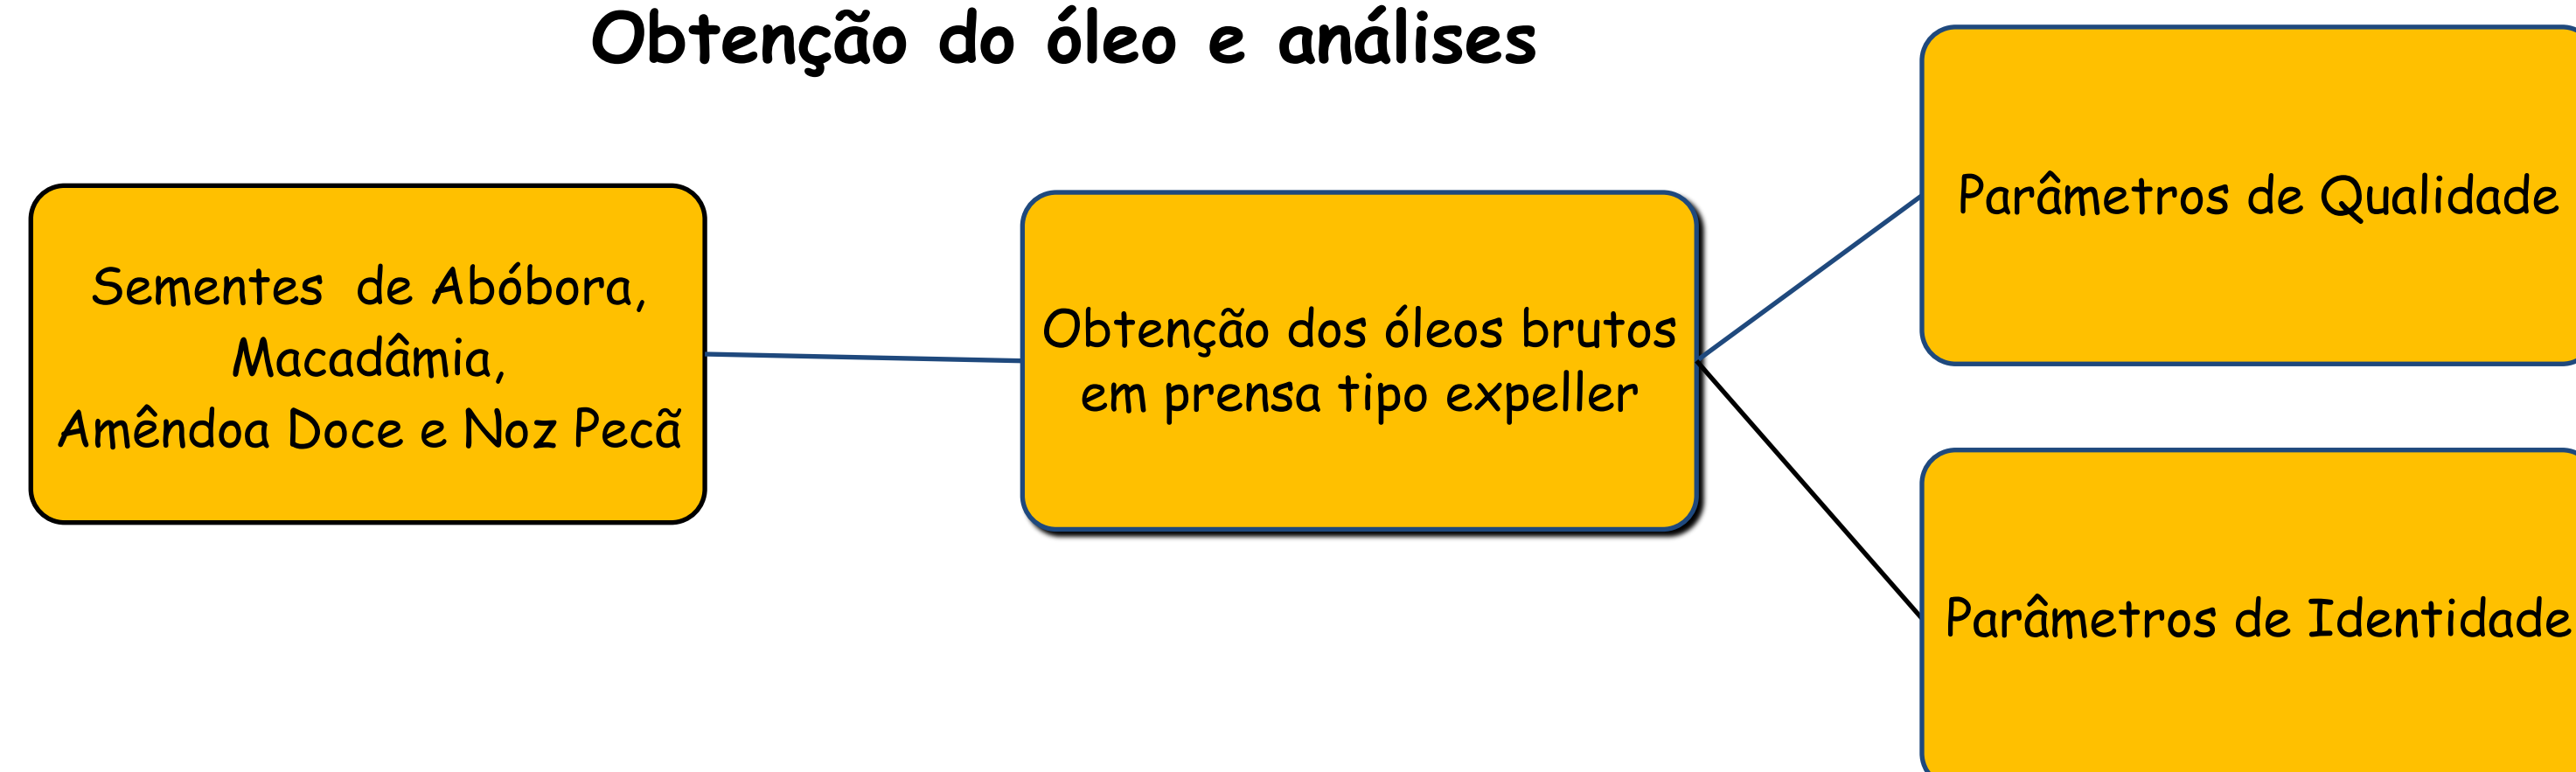 Obtenção do óleo e análises
Sementes de Abóbora,
Macadâmia,
Amêndoa Doce e Noz Pecã
Obtenção dos óleos brutos
em prensa tipo expeller
Parâmetros de Qualidade
Parâmetros de Identidade